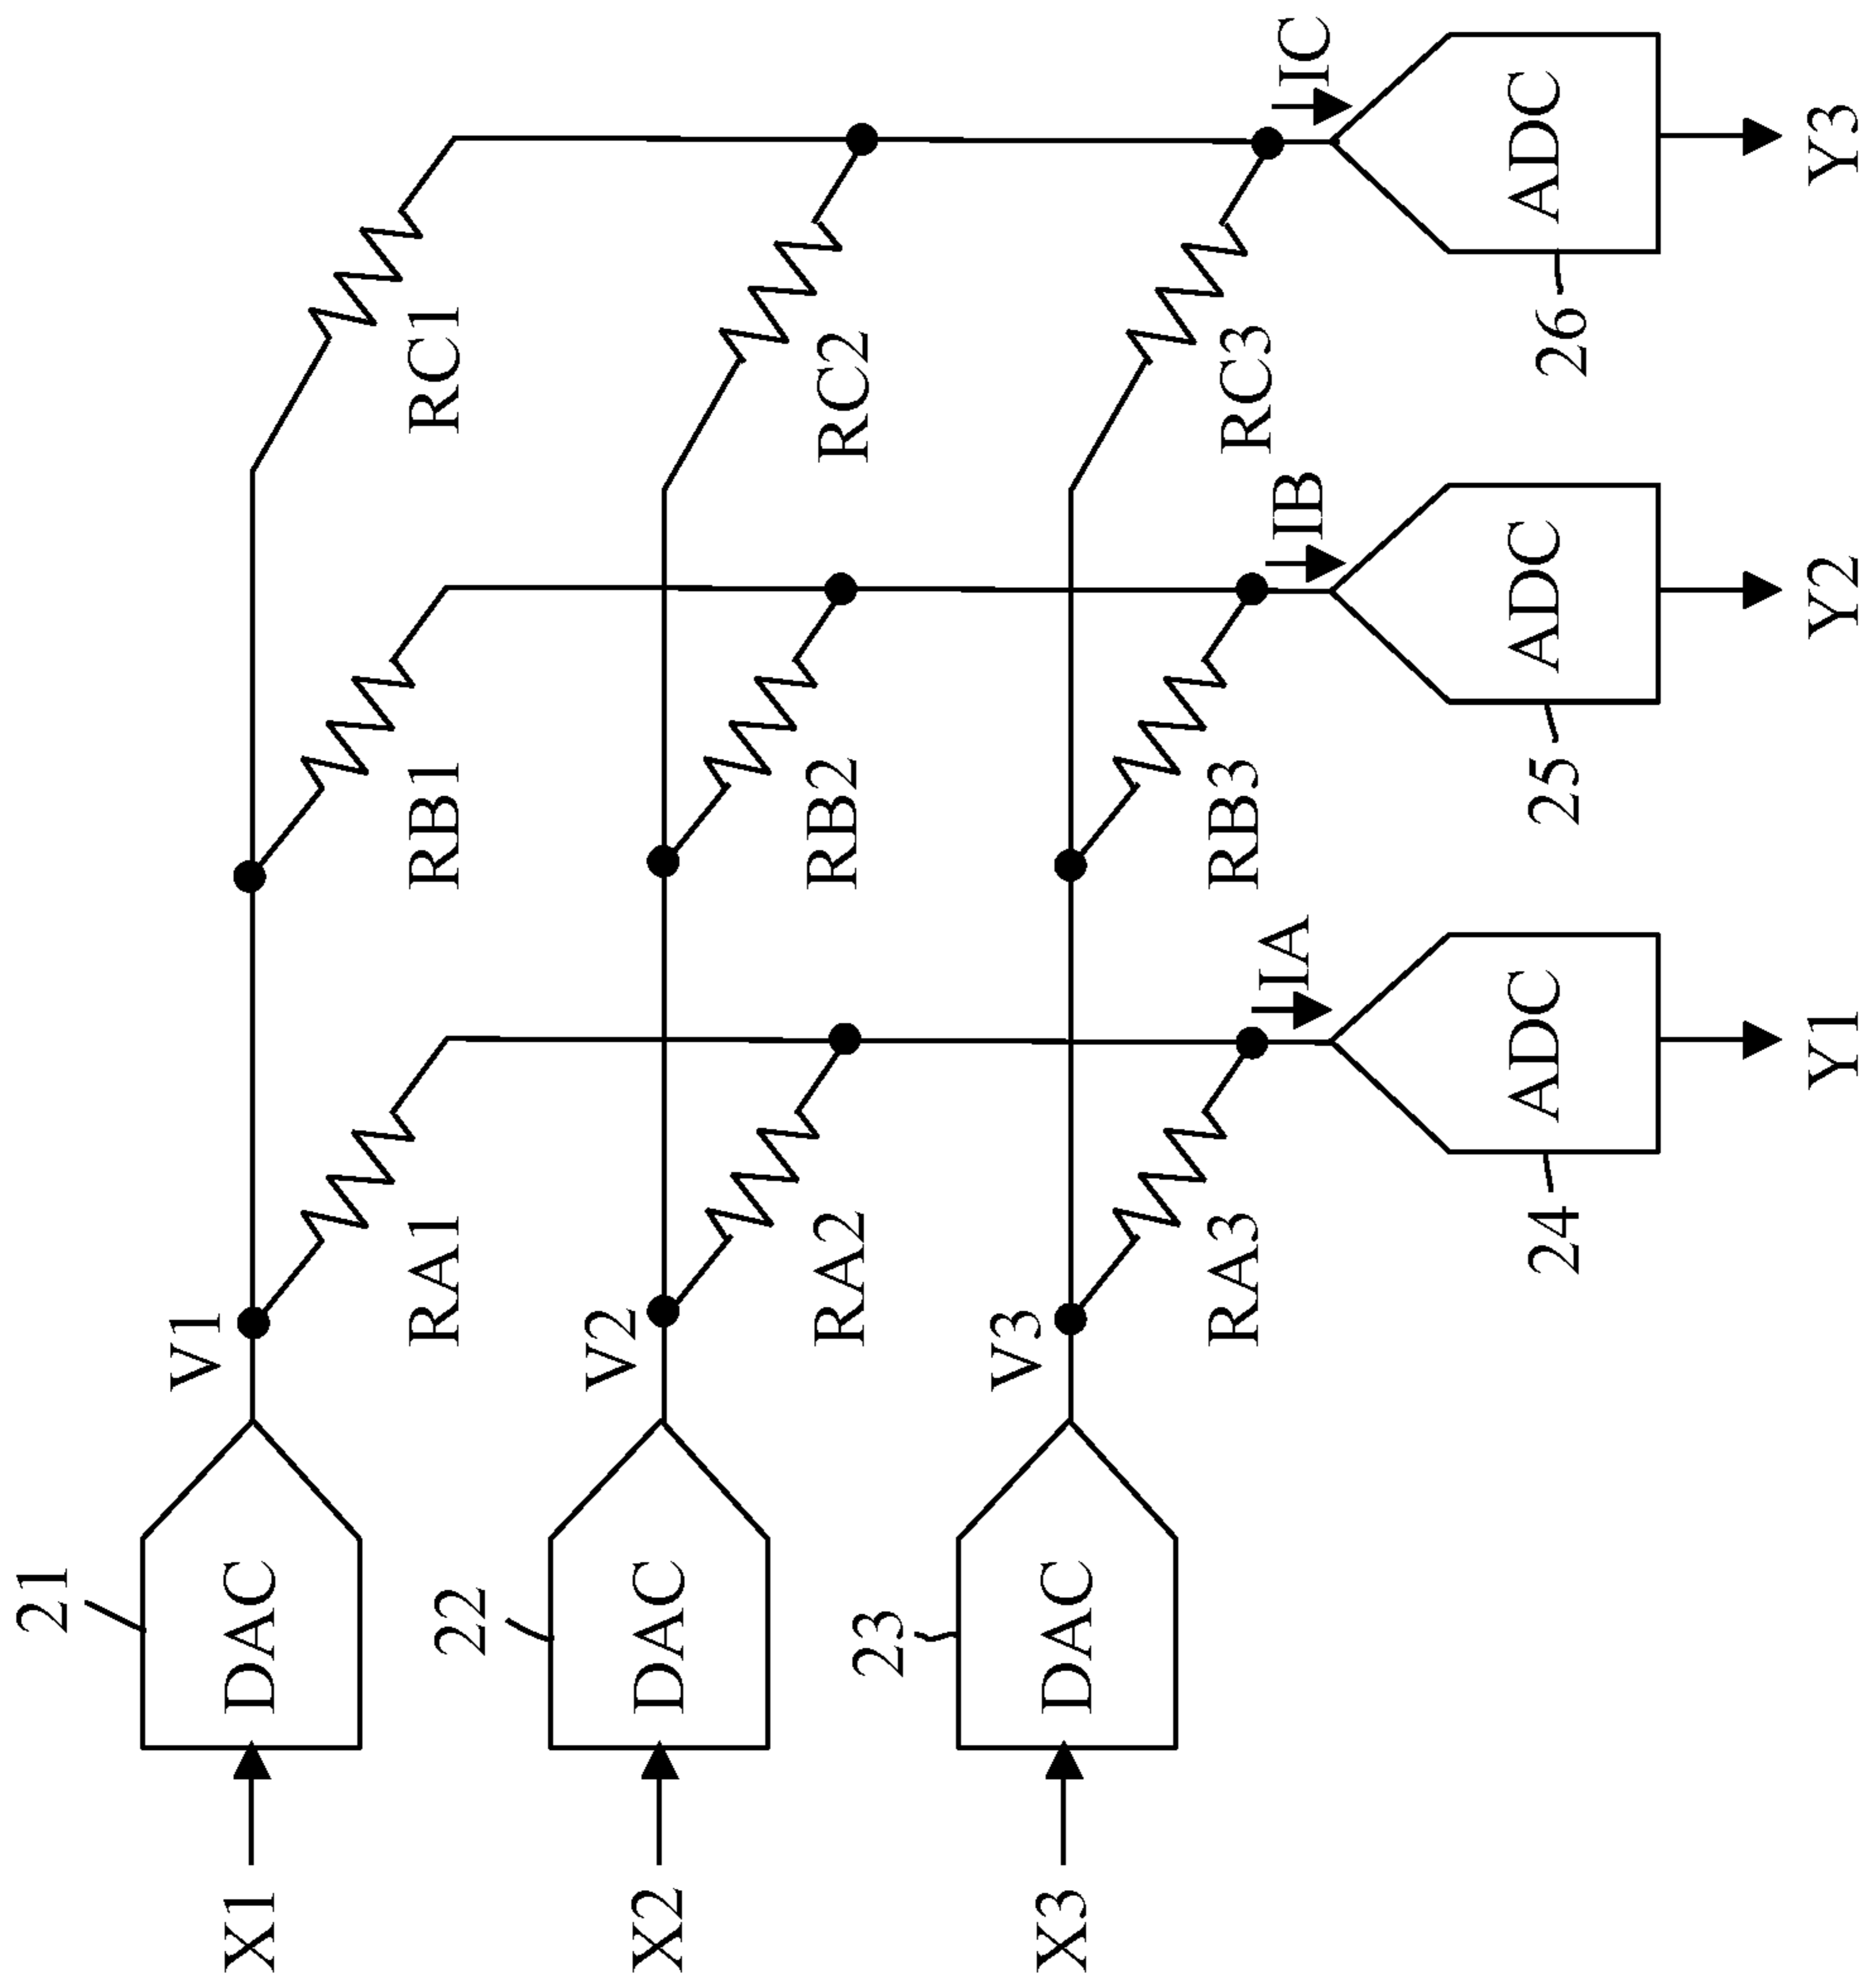 21
X1
DAC
V1
RA1
RB1
RC1
22
X2
DAC
V2
RA2
RB2
RC2
23
X3
DAC
V3
RA3
RB3
RC3
IA
IB
IC
24
ADC
25
ADC
26
ADC
Y1
Y2
Y3